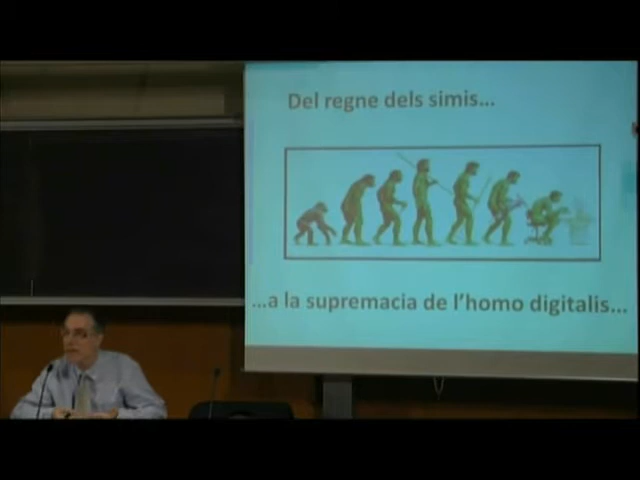 Del regne dels simis...
...a la supremacia de l'homo digitalis...